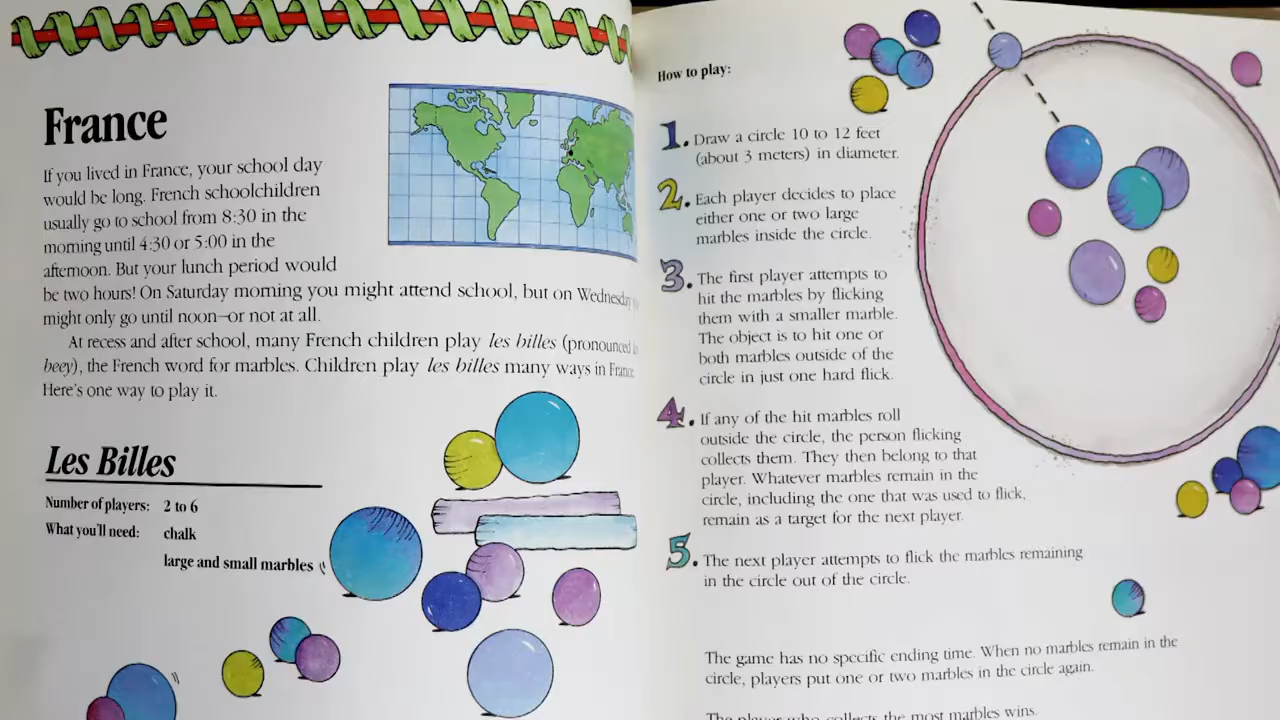 France
If you lived in France, your school day
would be long. French schoolchildren
usually go to school from 8:30 in the
morning until 4:30 or 5:00 in the
afternoon. But your lunch period would
be two hours! On Saturday morning you might attend school, but on Wednesday
might only go until noon—or not at all.
At recess and after school, many French children play les billes (pronounced
beey), the French word for marbles. Children play les billes many ways in France
Here's one way to play it.
Les Billes
Number of players: 2 to 6
What you'll need: chalk
large and small marbles
How to play:
1. Draw a circle 10 to 12 feet
(about 3 meters) in diameter.
2. Each player decides to place
either one or two large
marbles inside the circle.
3. The first player attempts to
hit the marbles by flicking
them with a smaller marble.
The object is to hit one or
both marbles outside of the
circle in just one hard flick.
4. If any of the hit marbles roll
outside the circle, the person flicking
collects them. They then belong to that
player. Whatever marbles remain in the
circle, including the one that was used to flick,
remain as a target for the next player.
5. The next player attempts to flick the marbles remaining
in the circle out of the circle.
The game has no specific ending time. When no marbles remain in the
circle, players put one or two marbles in the circle again.
The player who collects the most marbles wins.